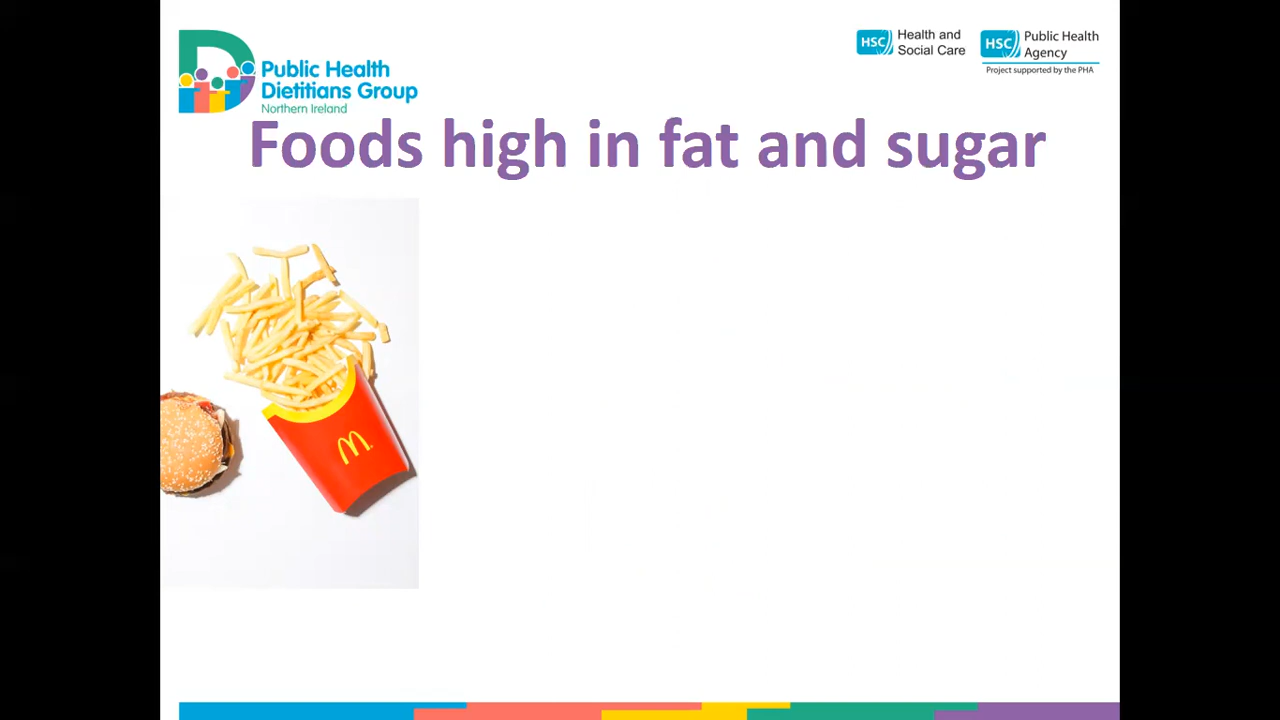 Public Health
Dietitians Group
Northern Ireland
HSC Health and
Social Care
HSC Public Health
Agency
Project supported by the PHA
Foods high in fat and sugar
M